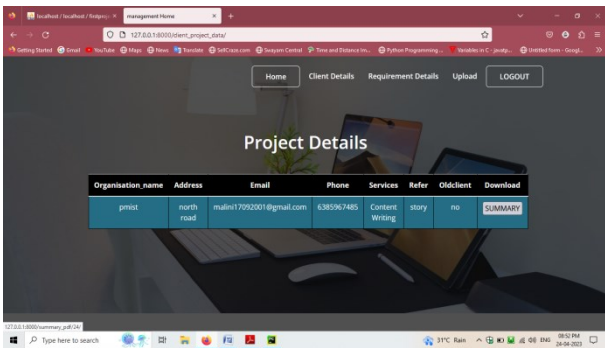 localhost / localhost / fintproje
management Home
127.0.0.1:8000/client_project_data/
Getting Started Gmail YouTube Maps News Translate SelfCraze.com Swayam Central Time and Distance Im... Python Programming ... Variables in C - javatp... Untitled form - Googl...
Home Client Details Requirement Details Upload LOGOUT
Project Details
Organisation_name Address Email Phone Services Refer Oldclient Download
pmist north road malini17092001@gmail.com 6385967485 Content Writing story no SUMMARY
127.0.0.1:8000/summary_pdf/24/
Type here to search
31°C Rain ENG 08:52 PM
24-04-2023